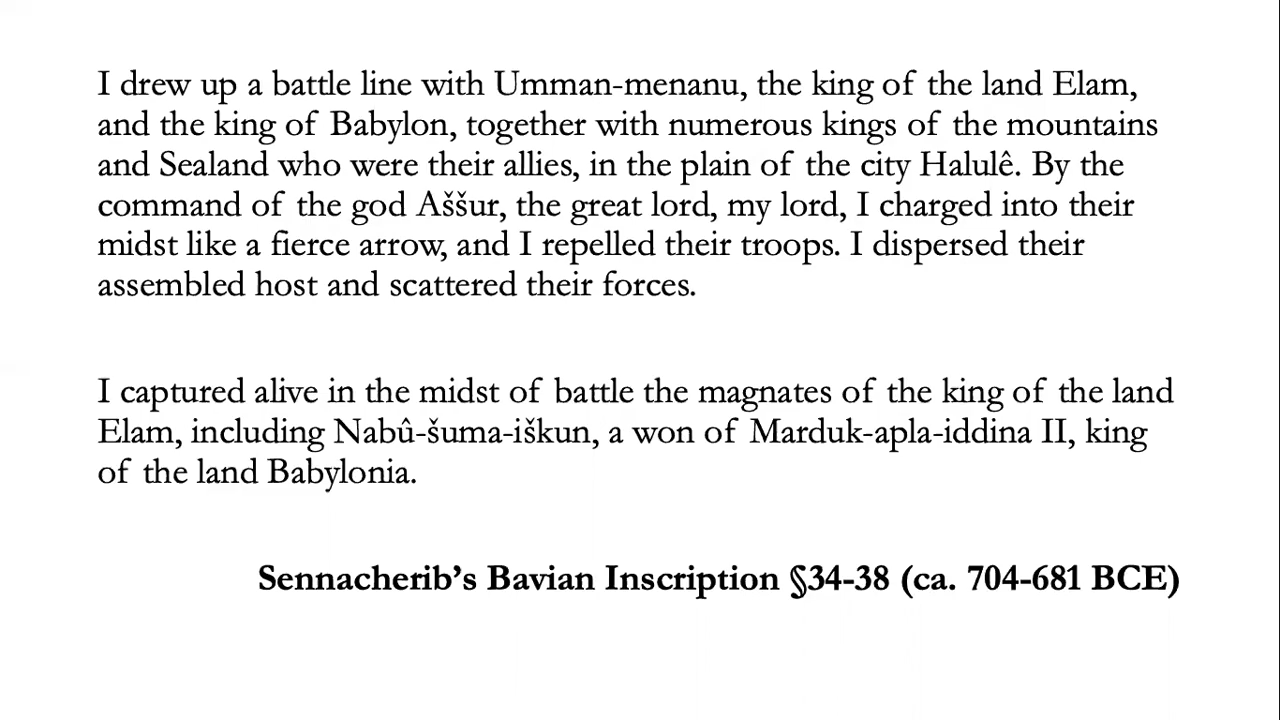 I drew up a battle line with Umman-menanu, the king of the land Elam,
and the king of Babylon, together with numerous kings of the mountains
and Sealand who were their allies, in the plain of the city Halulê. By the
command of the god Aššur, the great lord, my lord, I charged into their
midst like a fierce arrow, and I repelled their troops. I dispersed their
assembled host and scattered their forces.
I captured alive in the midst of battle the magnates of the king of the land
Elam, including Nabû-šuma-iškun, a won of Marduk-apla-iddina II, king
of the land Babylonia.
Sennacherib’s Bavian Inscription §34-38 (ca. 704-681 BCE)